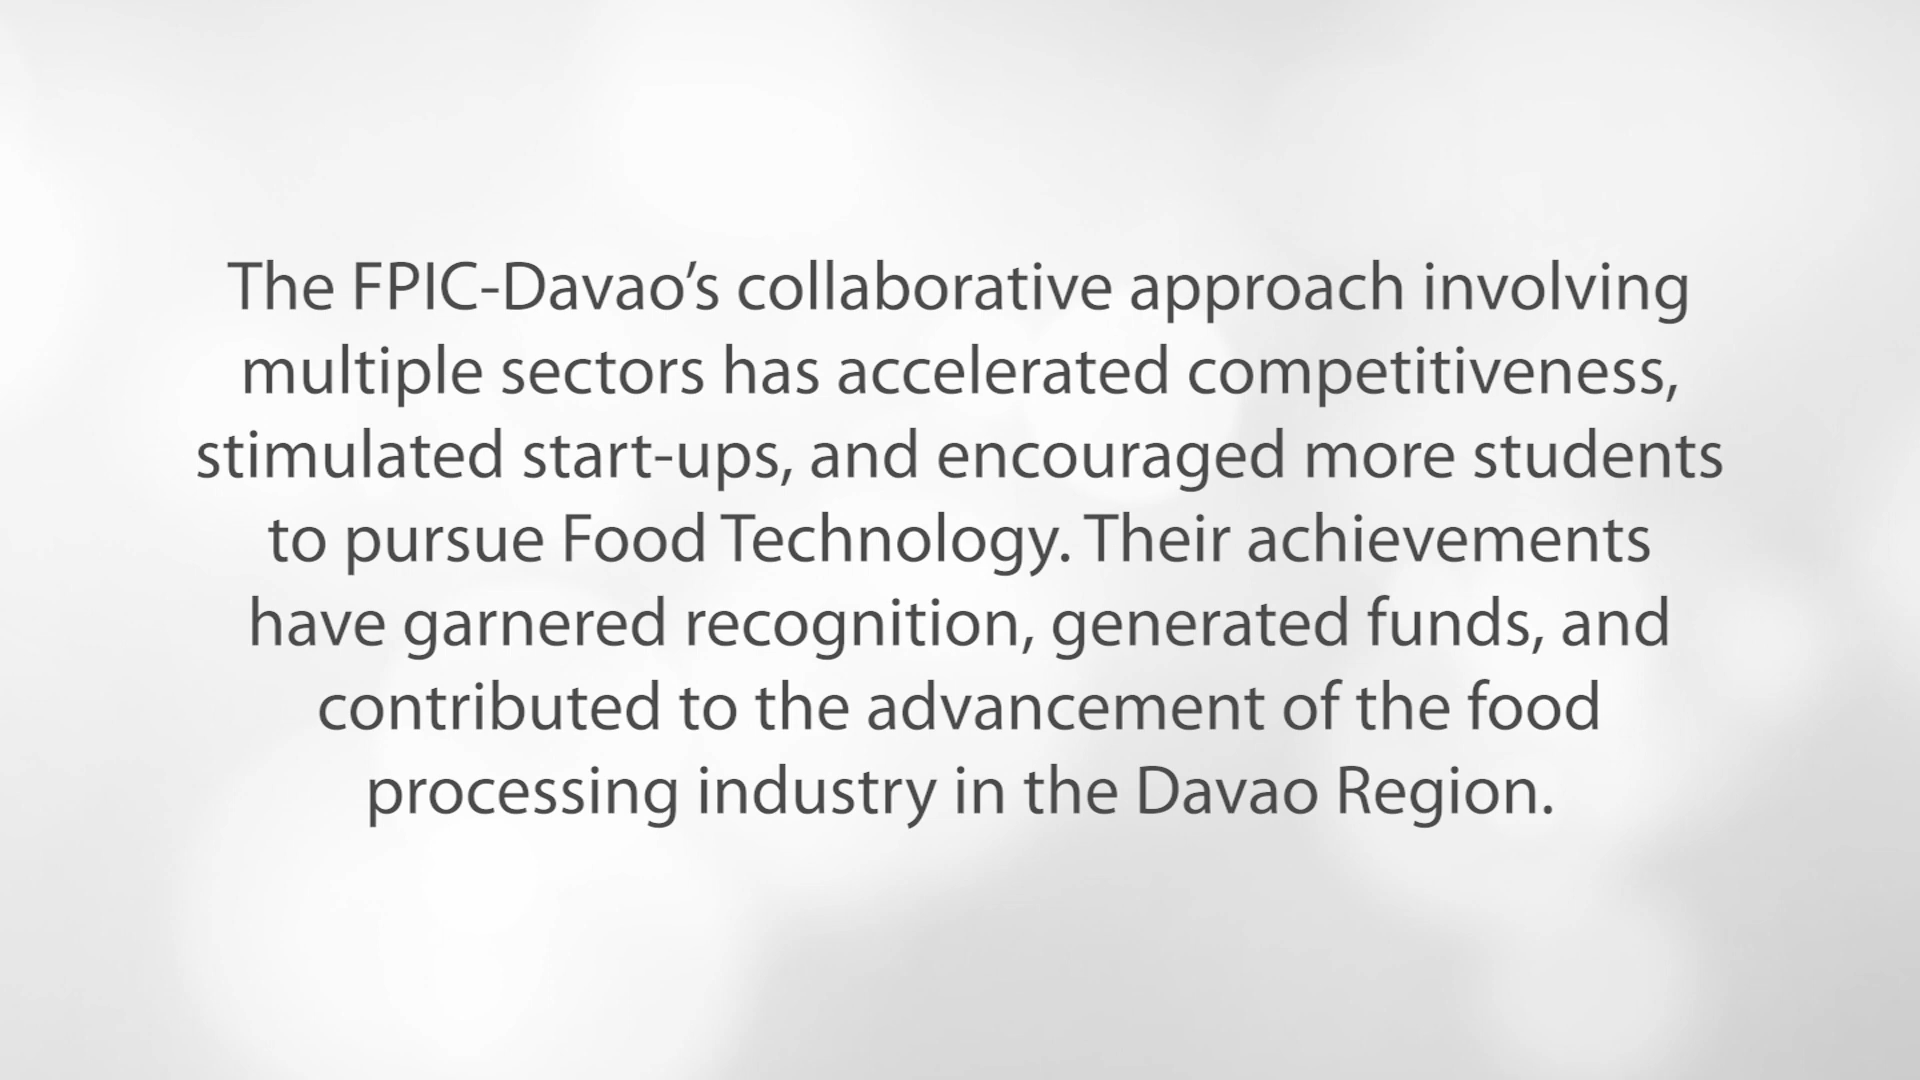 The FPIC-Davao’s collaborative approach involving
multiple sectors has accelerated competitiveness,
stimulated start-ups, and encouraged more students
to pursue Food Technology. Their achievements
have garnered recognition, generated funds, and
contributed to the advancement of the food
processing industry in the Davao Region.